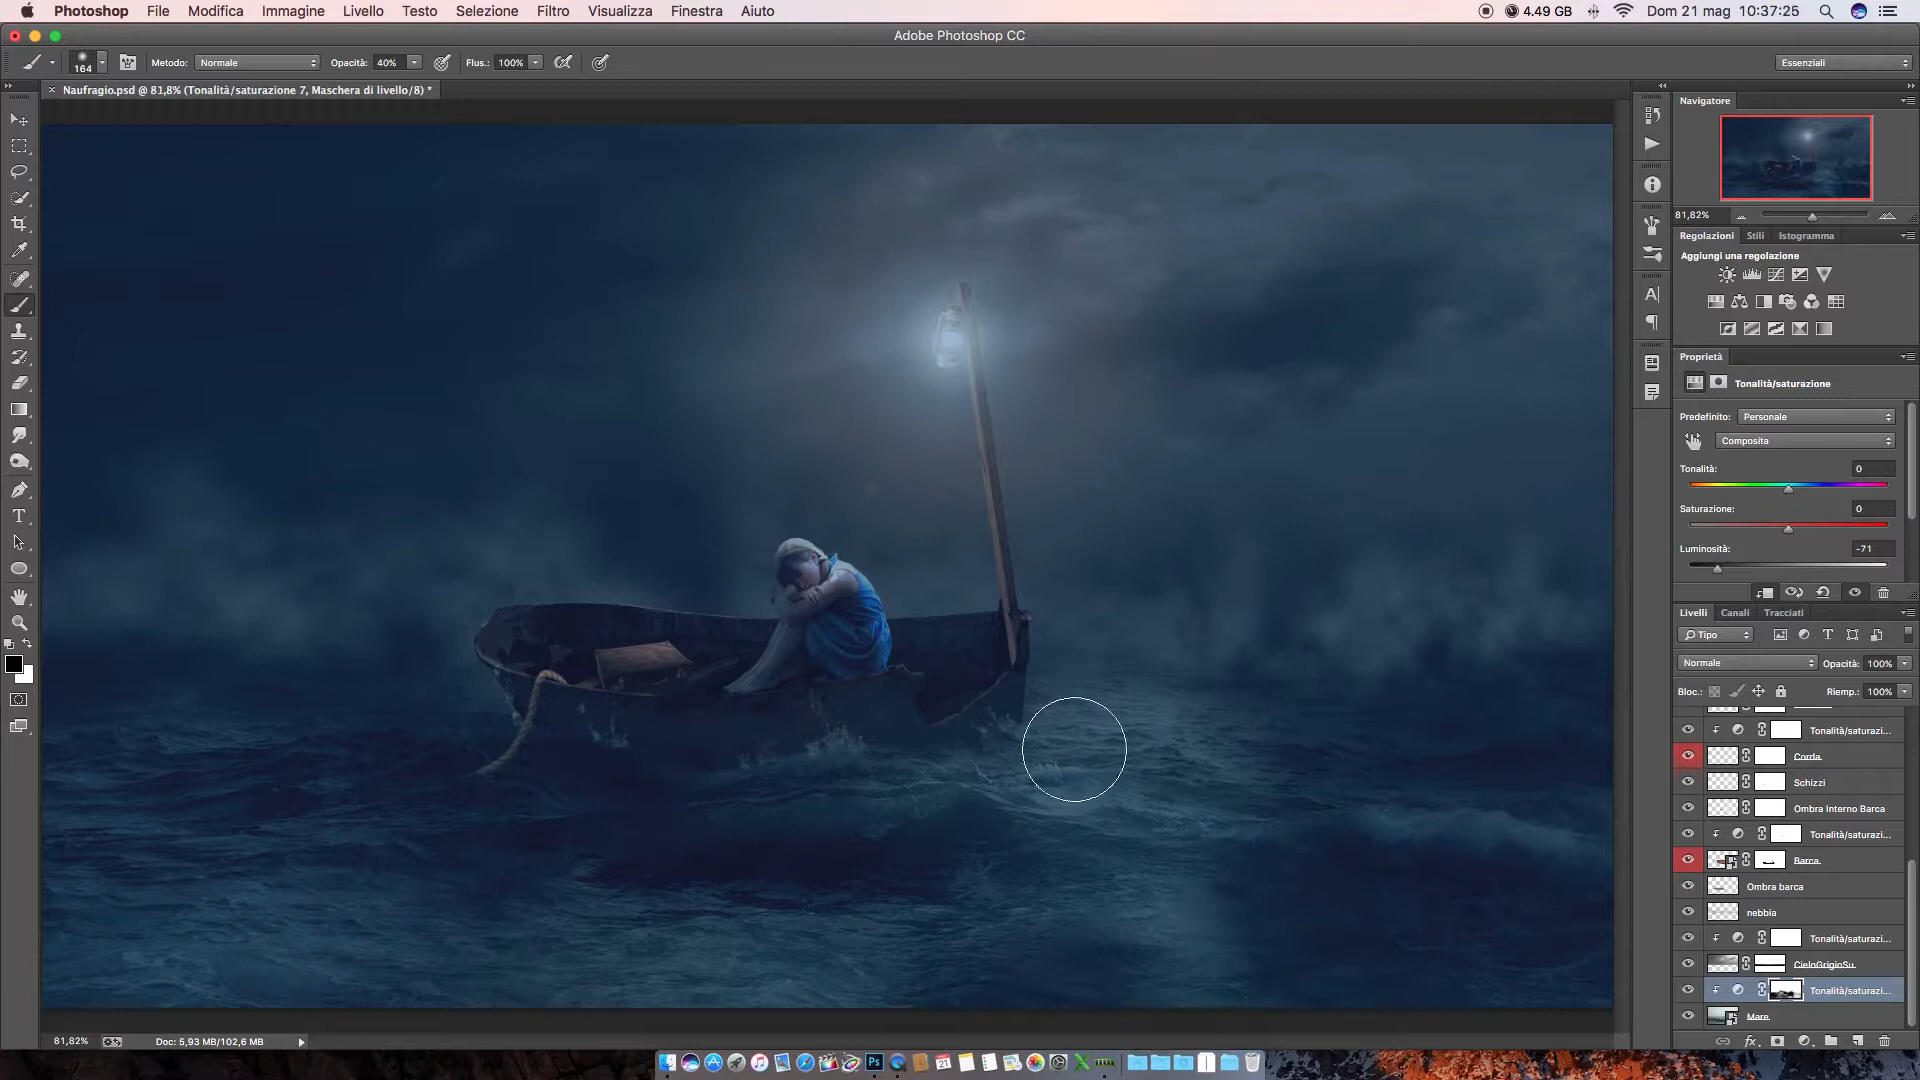 Photoshop File Modifica Immagine Livello Testo Selezione Filtro Visualizza Finestra Aiuto 4.49 GB Dom 21 mag 10:37:25
Adobe Photoshop CC
164 Metodo: Normale Opacità: 40% Flus.: 100% Essenziali
Naufragio.psd @ 81,8% (Tonalità/saturazione 7, Maschera di livello/8) *
Navigatore
81,82%
Regolazioni Stili Istogramma
Aggiungi una regolazione
Proprietà
Tonalità/saturazione
Predefinito: Personale
Composita
Tonalità: 0
Saturazione: 0
Luminosità: -71
Livelli Canali Tracciati
Tipo
Normale Opacità: 100%
Bloc.: Riemp.: 100%
Tonalità/saturazi...
Corda
Schizzi
Ombra Interno Barca
Tonalità/saturazi...
Barca
Ombra barca
nebbia
Tonalità/saturazi...
CieloGrigioSu
Tonalità/saturazi...
Mare
81,82% Doc: 5,93 MB/102,6 MB